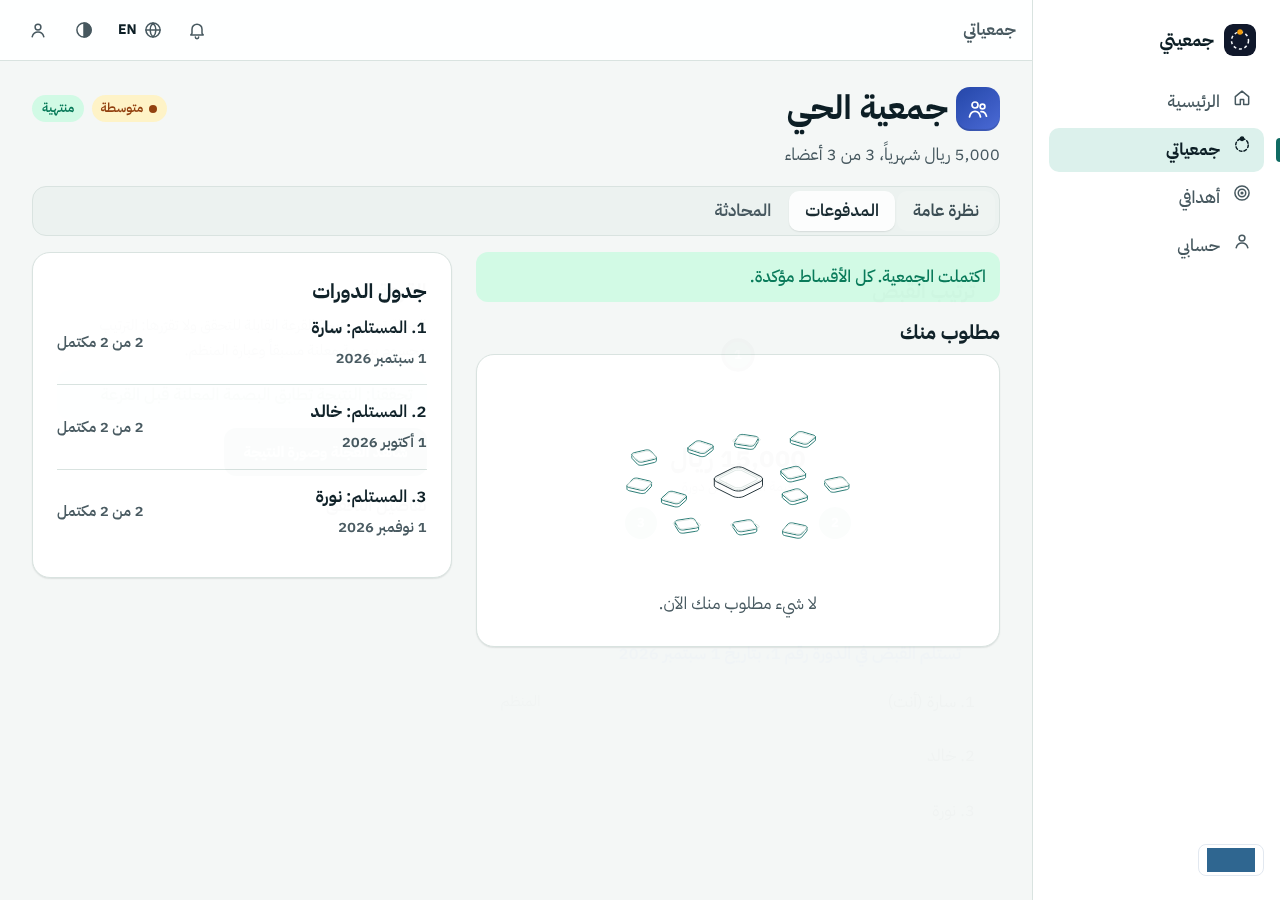 جمعيتي
الرئيسية
جمعياتي
أهدافي
حسابي
جمعياتي
EN
جمعية الحي
متوسطة
منتهية
5,000 ريال شهرياً، 3 من 3 أعضاء
نظرة عامة
المدفوعات
المحادثة
اكتملت الجمعية. كل الأقساط مؤكدة.
مطلوب منك
لا شيء مطلوب منك الآن.
جدول الدورات
1. المستلم: سارة
1 سبتمبر 2026
2 من 2 مكتمل
2. المستلم: خالد
1 أكتوبر 2026
2 من 2 مكتمل
3. المستلم: نورة
1 نوفمبر 2026
2 من 2 مكتمل